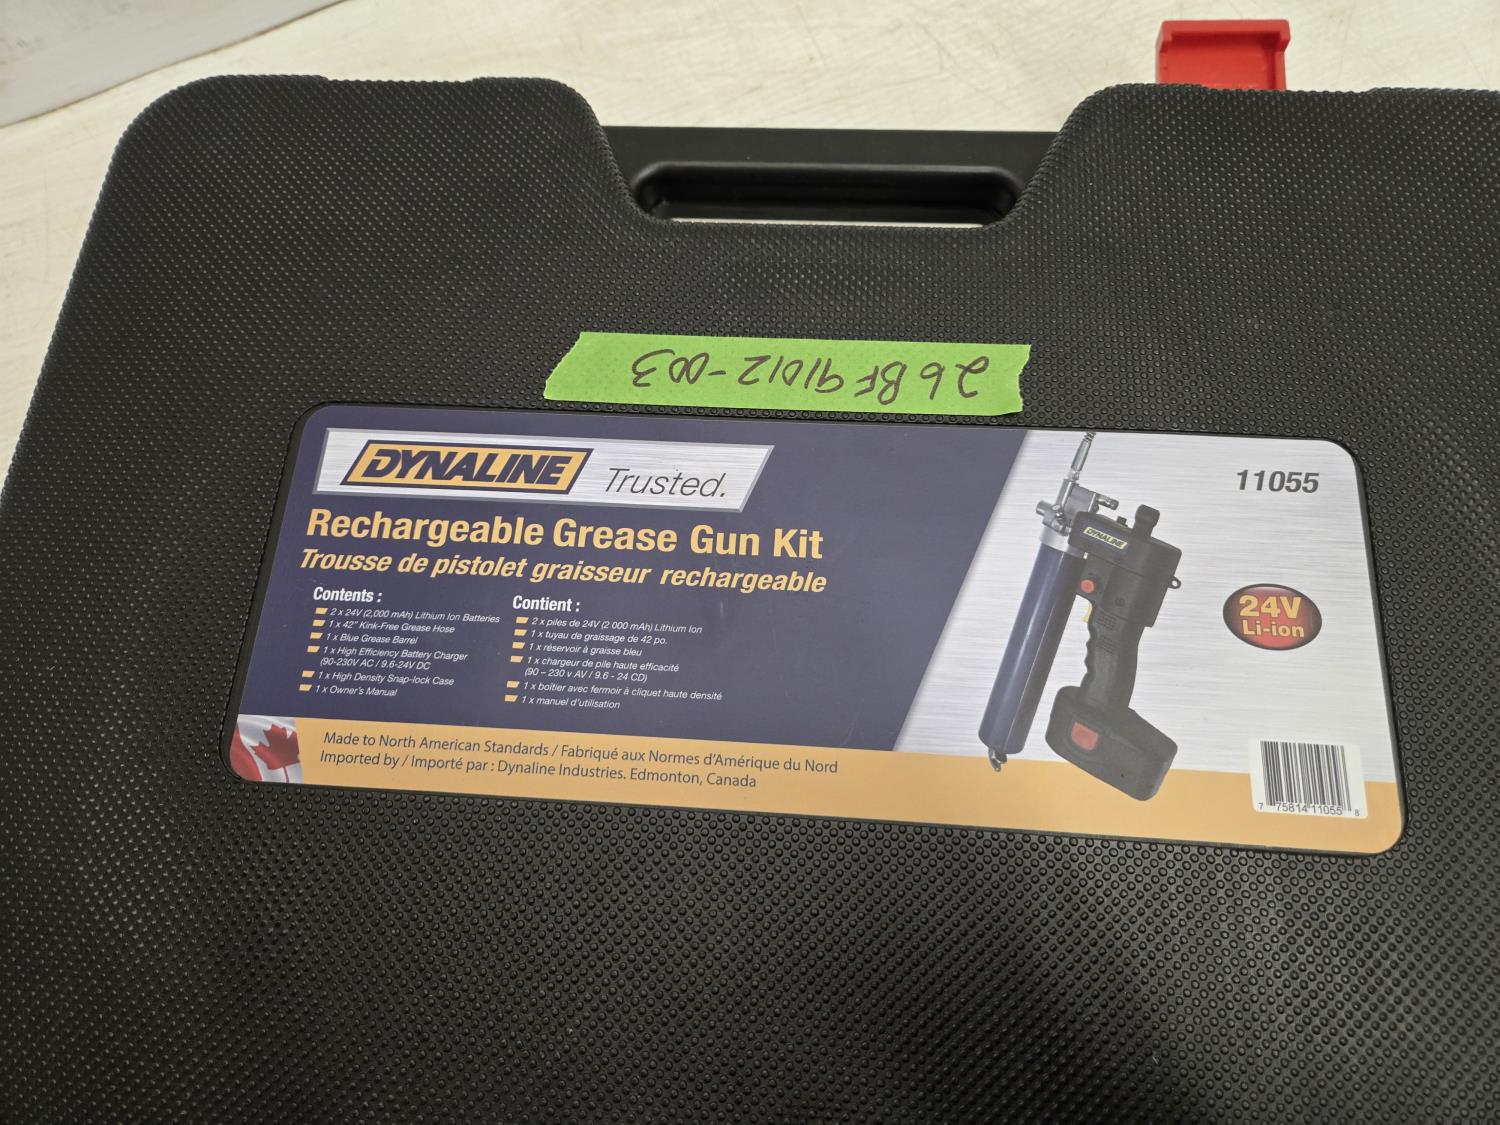 26BF91012-003
DYNALINE
Trusted.
11055
Rechargeable Grease Gun Kit
Trousse de pistolet graisseur rechargeable
Contents :
2 x 24V (2,000 mAh) Lithium Ion Batteries
1 x 42" Kink-Free Grease Hose
1 x Blue Grease Barrel
1 x High Efficiency Battery Charger
(90-230V AC / 9.6-24V DC
1 x High Density Snap-lock Case
1 x Owner's Manual
Contient :
2 x piles de 24V (2 000 mAh) Lithium Ion
1 x tuyau de graissage de 42 po.
1 x réservoir à graisse bleu
1 x chargeur de pile haute efficacité
(90 – 230 v AV / 9.6 - 24 CD)
1 x boîtier avec fermoir à cliquet haute densité
1 x manuel d'utilisation
DYNALINE
24V
Li-ion
Made to North American Standards / Fabriqué aux Normes d'Amérique du Nord
Imported by / Importé par : Dynaline Industries. Edmonton, Canada
7 75814 11055 8